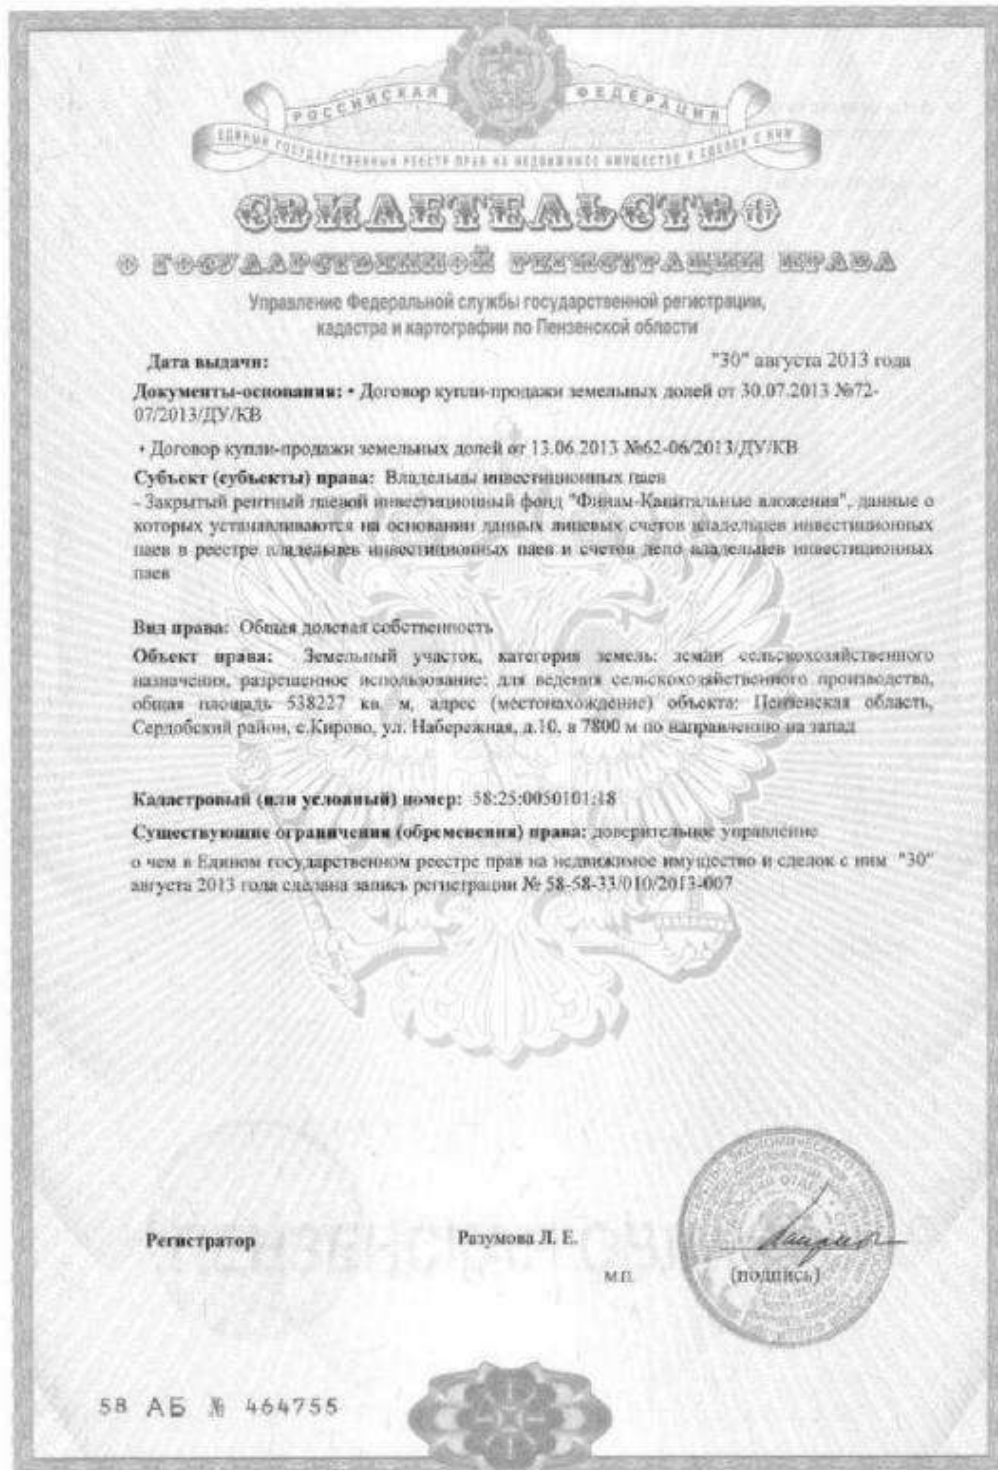 РОССИЙСКАЯ ФЕДЕРАЦИЯ
ЕДИНЫЙ ГОСУДАРСТВЕННЫЙ РЕЕСТР ПРАВ НА НЕДВИЖИМОЕ ИМУЩЕСТВО И СДЕЛОК С НИМ
СВИДЕТЕЛЬСТВО
О ГОСУДАРСТВЕННОЙ РЕГИСТРАЦИИ ПРАВА
Управление Федеральной службы государственной регистрации,
кадастра и картографии по Пензенской области
Дата выдачи: "30" августа 2013 года
Документы-основания: • Договор купли-продажи земельных долей от 30.07.2013 №72-
07/2013/ДУ/КВ
• Договор купли-продажи земельных долей от 13.06.2013 №62-06/2013/ДУ/КВ
Субъект (субъекты) права: Владельцы инвестиционных паев
- Закрытый рентный паевой инвестиционный фонд "Финам-Капитальные вложения", данные о
которых устанавливаются на основании данных лицевых счетов владельцев инвестиционных
паев в реестре владельцев инвестиционных паев и счетов депо владельцев инвестиционных
паев
Вид права: Общая долевая собственность
Объект права: Земельный участок, категория земель: земли сельскохозяйственного
назначения, разрешенное использование: для ведения сельскохозяйственного производства,
общая площадь 538227 кв. м, адрес (местонахождение) объекта: Пензенская область,
Сердобский район, с.Кирово, ул. Набережная, д.10, в 7800 м по направлению на запад
Кадастровый (или условный) номер: 58:25:0050101:18
Существующие ограничения (обременения) права: доверительное управление
о чем в Едином государственном реестре прав на недвижимое имущество и сделок с ним "30"
августа 2013 года сделана запись регистрации № 58-58-33/010/2013-007
Регистратор Разумова Л. Е.
М.П. (подпись)
58 АБ № 464755